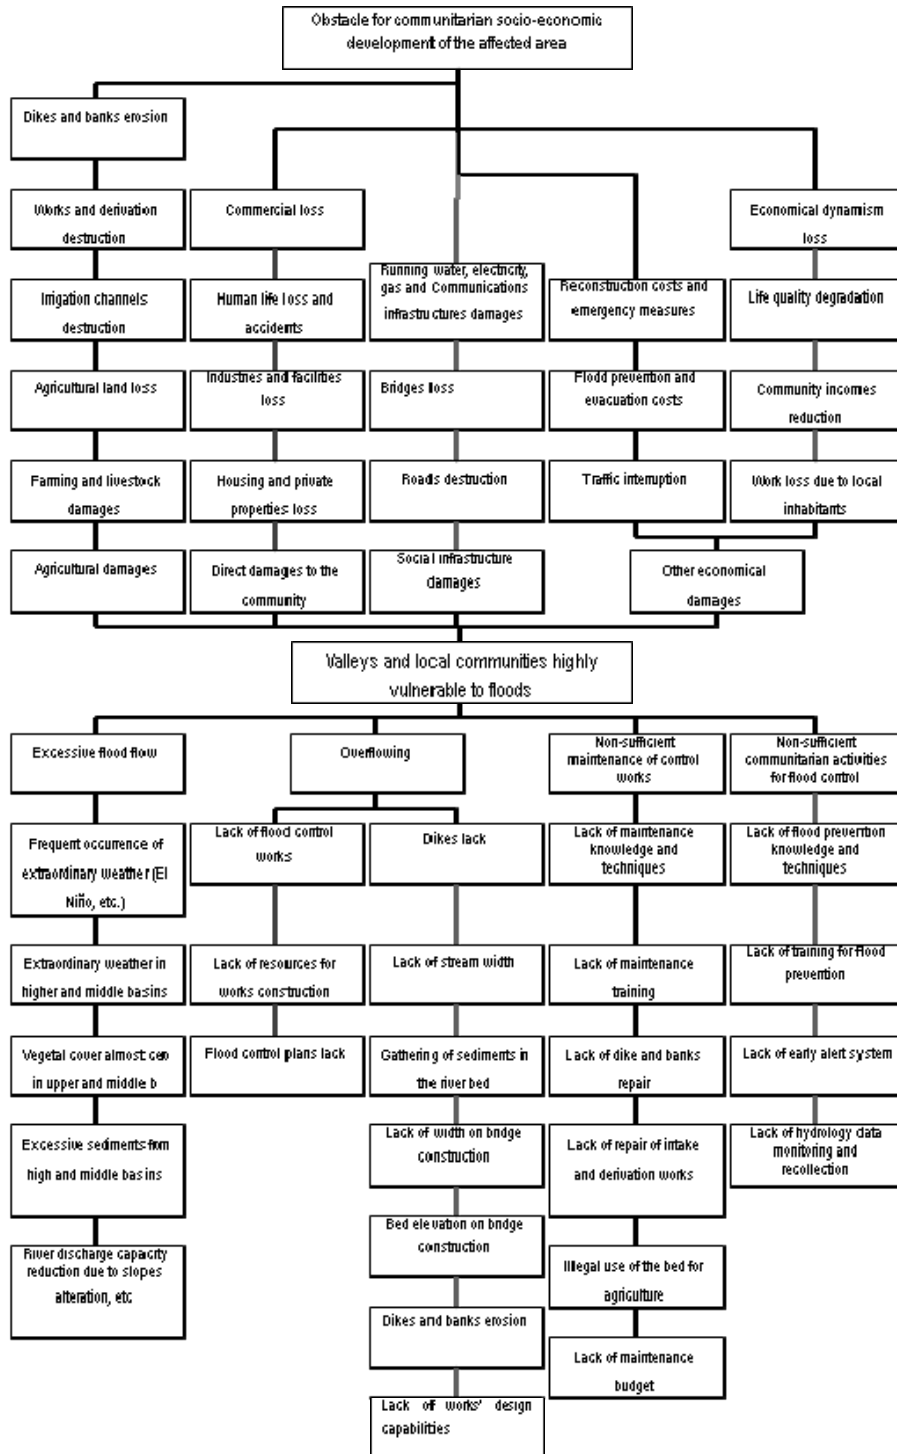 Obstacle for communitarian socio-economic
development of the affected area
Dikes and banks erosion
Works and derivation
destruction
Commercial loss
Economical dynamism
loss
Running water, electricity,
gas and Communications
infrastructures damages
Irrigation channels
destruction
Human life loss and
accidents
Reconstruction costs and
emergency measures
Life quality degradation
Agricultural land loss
Industries and facilities
loss
Bridges loss
Flodd prevention and
evacuation costs
Community incomes
reduction
Farming and livestock
damages
Housing and private
properties loss
Roads destruction
Traffic interruption
Work loss due to local
inhabitants
Agricultural damages
Direct damages to the
community
Social infrastructure
damages
Other economical
damages
Valleys and local communities highly
vulnerable to floods
Excessive flood flow
Overflowing
Non-sufficient
maintenance of control
works
Non-sufficient
communitarian activities
for flood control
Frequent occurrence of
extraordinary weather (El
Niño, etc.)
Lack of flood control
works
Dikes lack
Lack of maintenance
knowledge and
techniques
Lack of flood prevention
knowledge and
techniques
Extraordinary weather in
higher and middle basins
Lack of resources for
works construction
Lack of stream width
Lack of maintenance
training
Lack of training for flood
prevention
Vegetal cover almost cero
in upper and middle b
Flood control plans lack
Gathering of sediments in
the river bed
Lack of dike and banks
repair
Lack of early alert system
Excessive sediments from
high and middle basins
Lack of width on bridge
construction
Lack of repair of intake
and derivation works
Lack of hydrology data
monitoring and
recollection
River discharge capacity
reduction due to slopes
alteration, etc
Bed elevation on bridge
construction
Illegal use of the bed for
agriculture
Dikes and banks erosion
Lack of maintenance
budget
Lack of works' design
capabilities